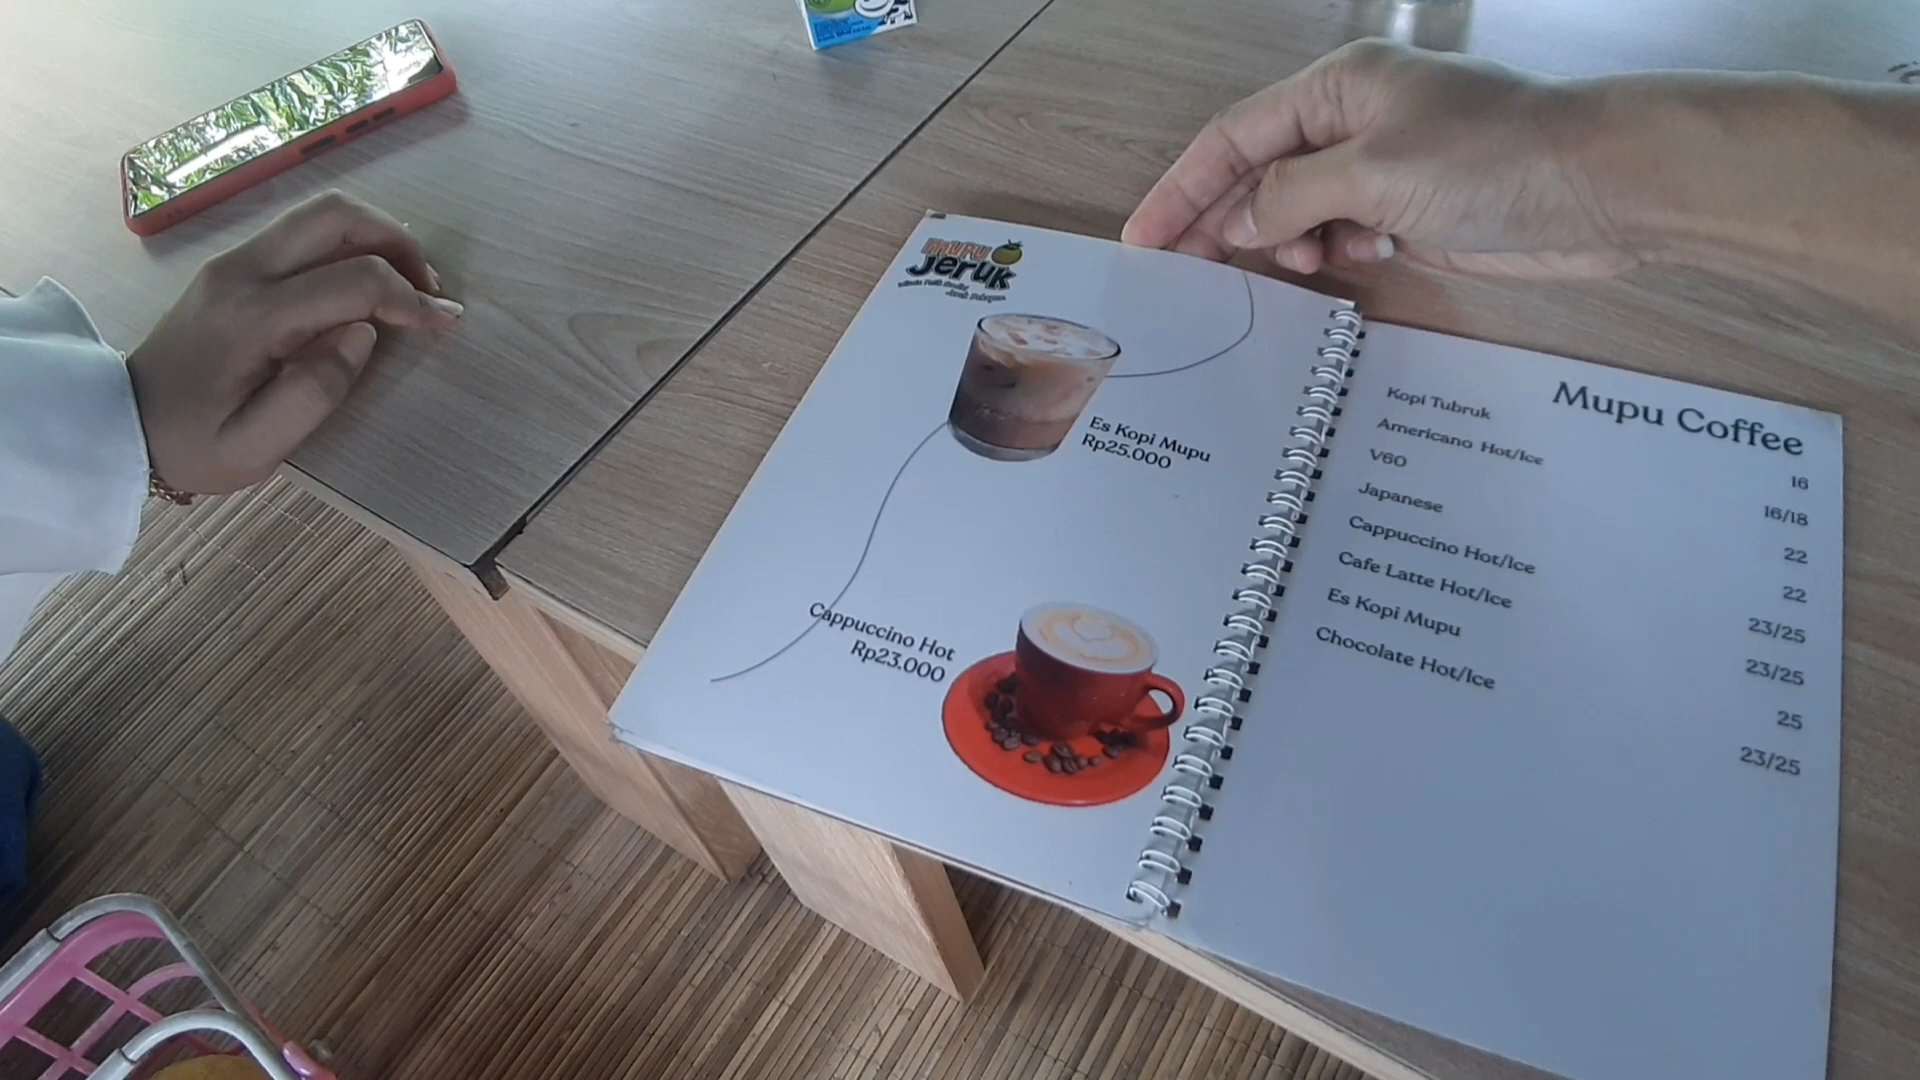 mupu
Jeruk
Es Kopi Mupu
Rp25.000
Cappuccino Hot
Rp23.000
Mupu Coffee
Kopi Tubruk 16
Americano Hot/Ice 16/18
V60 22
Japanese 22
Cappuccino Hot/Ice 23/25
Cafe Latte Hot/Ice 23/25
Es Kopi Mupu 25
Chocolate Hot/Ice 23/25